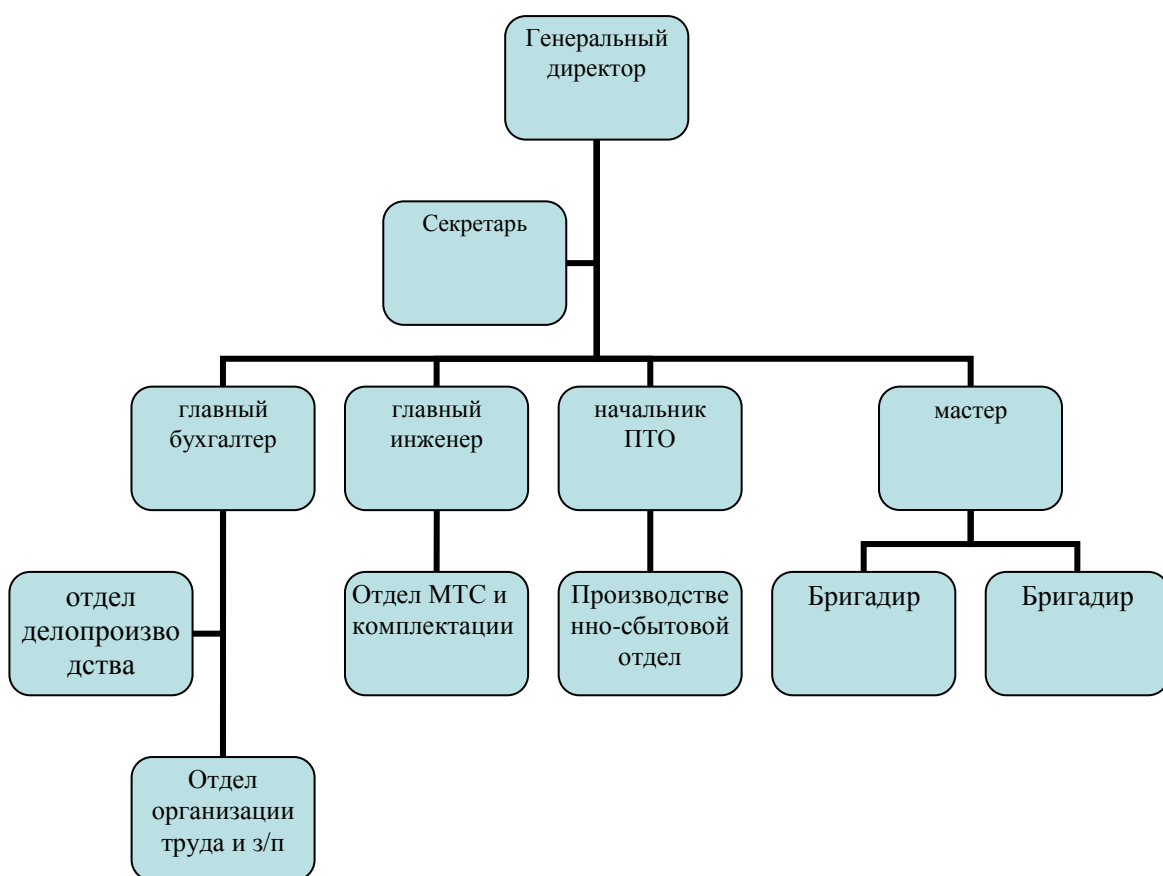 Генеральный
директор
Секретарь
главный
бухгалтер
главный
инженер
начальник
ПТО
мастер
отдел
делопроизво
дства
Отдел МТС и
комплектации
Производстве
нно-сбытовой
отдел
Бригадир
Бригадир
Отдел
организации
труда и з/п